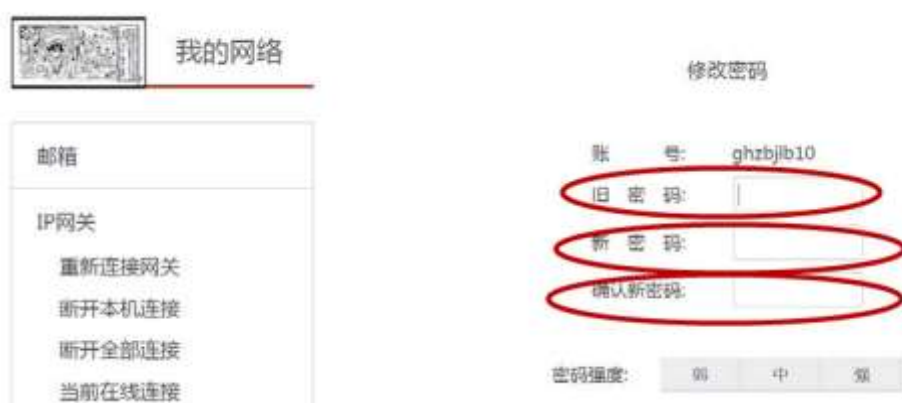 我的网络
邮箱
IP网关
重新连接网关
断开本机连接
断开全部连接
当前在线连接
修改密码
账 号: ghzbjlb10
旧 密 码:
新 密 码:
确认新密码:
密码强度: 弱 中 强